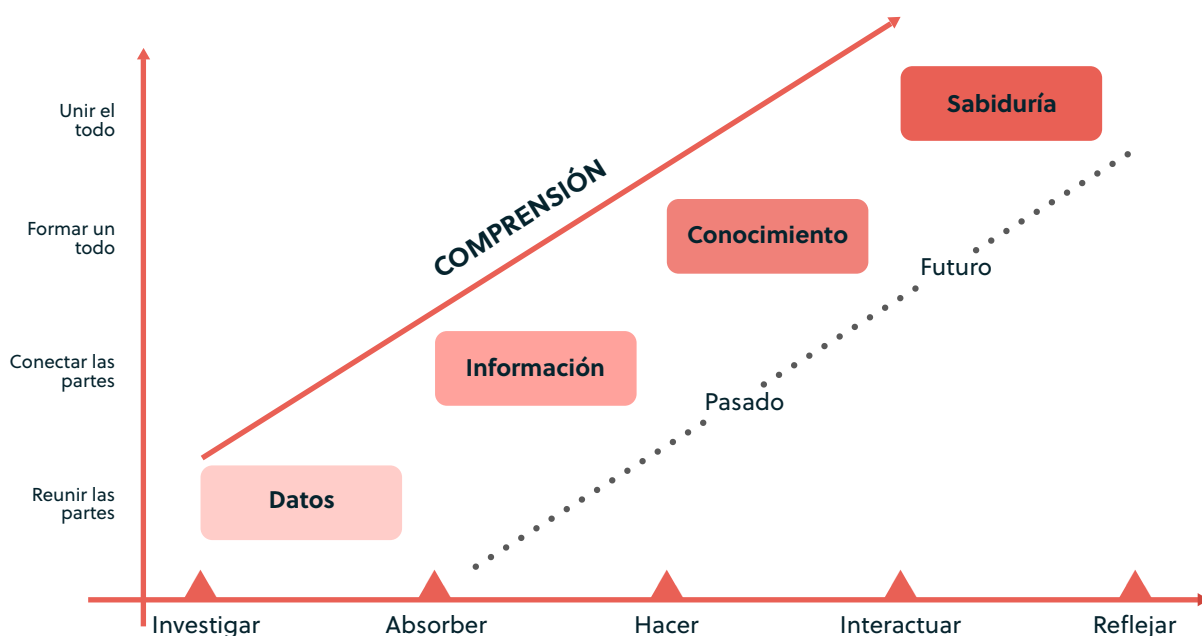 Unir el
todo
Sabiduría
COMPRENSIÓN
Formar un
todo
Conocimiento
Futuro
Conectar las
partes
Información
Pasado
Reunir las
partes
Datos
Investigar
Absorber
Hacer
Interactuar
Reflejar